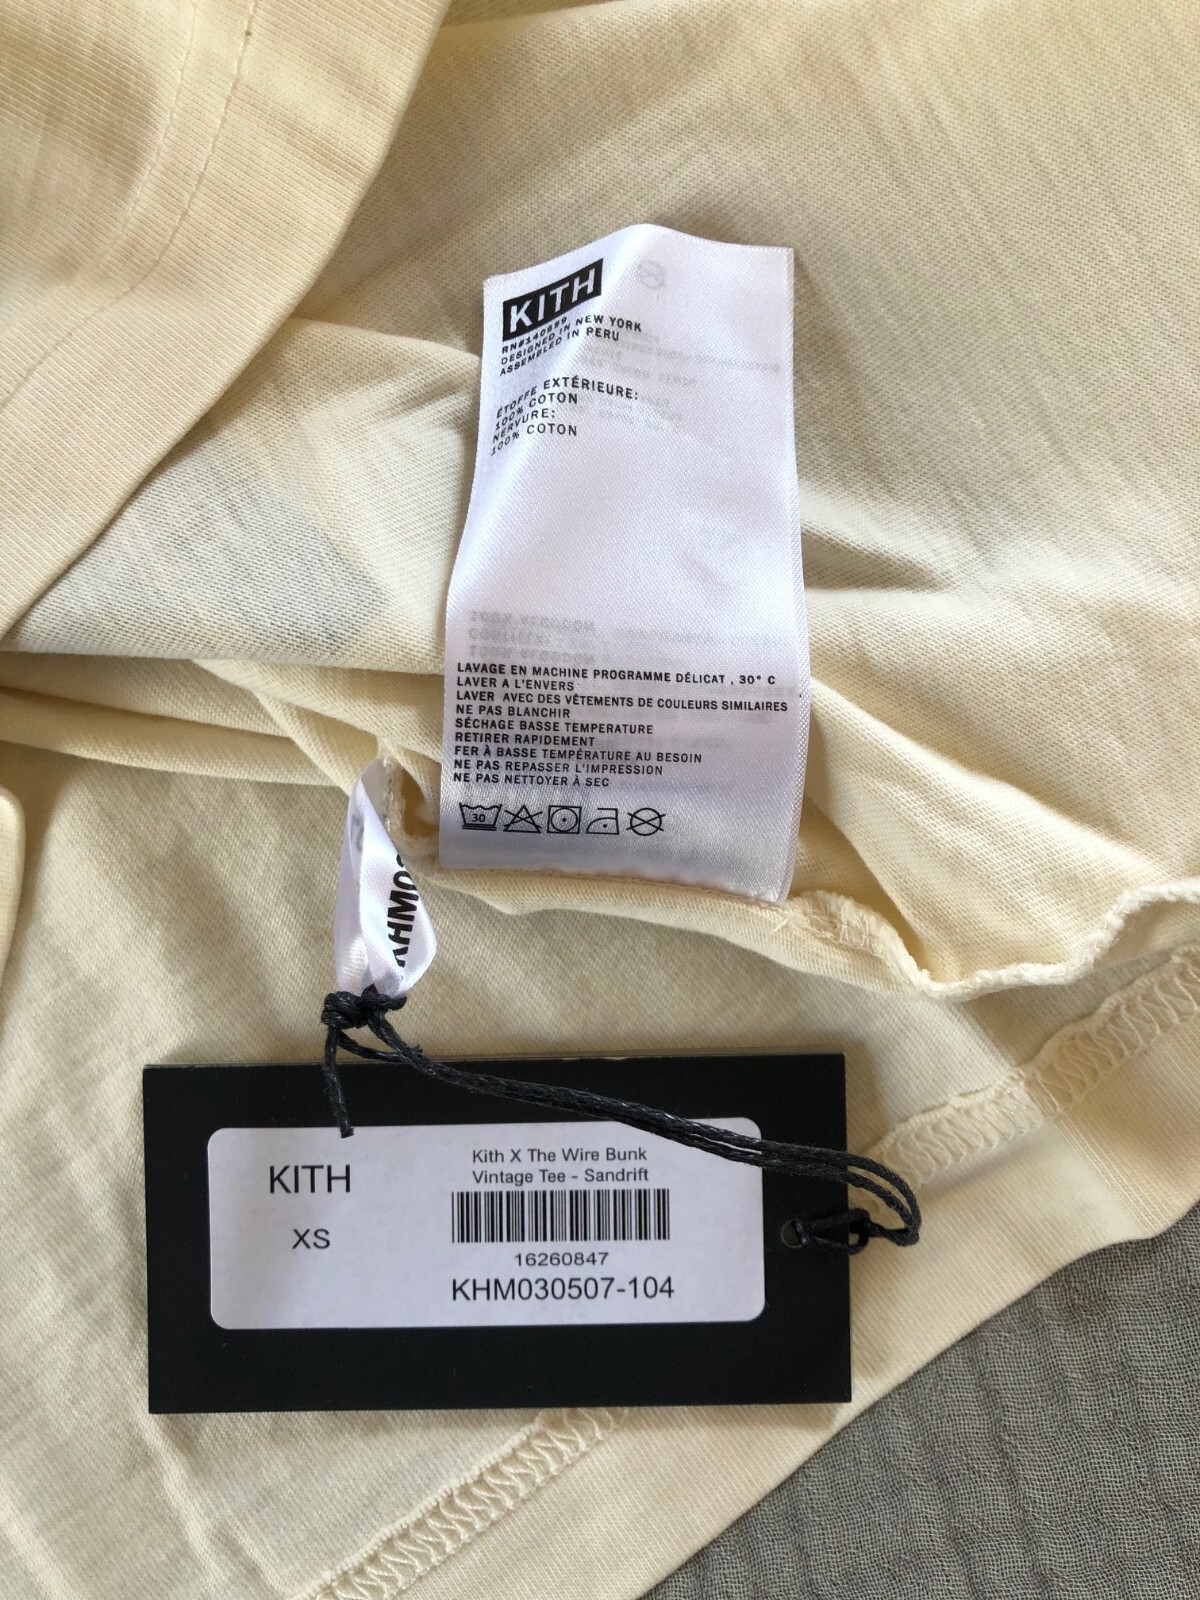 KITH
RN#140899
DESIGNED IN NEW YORK
ASSEMBLED IN PERU
ÉTOFFE EXTÉRIEURE:
100% COTON
NERVURE:
100% COTON
LAVAGE EN MACHINE PROGRAMME DÉLICAT , 30° C
LAVER A L'ENVERS
LAVER AVEC DES VÊTEMENTS DE COULEURS SIMILAIRES
NE PAS BLANCHIR
SÉCHAGE BASSE TEMPERATURE
RETIRER RAPIDEMENT
FER À BASSE TEMPÉRATURE AU BESOIN
NE PAS REPASSER L'IMPRESSION
NE PAS NETTOYER À SEC
30
KHM03
KITH
XS
Kith X The Wire Bunk
Vintage Tee - Sandrift
16260847
KHM030507-104